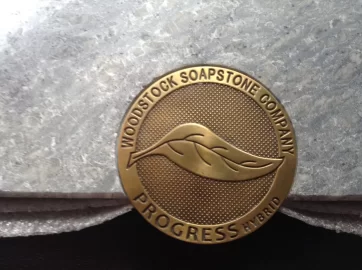 WOODSTOCK SOAPSTONE COMPANY
PROGRESS HYBRID